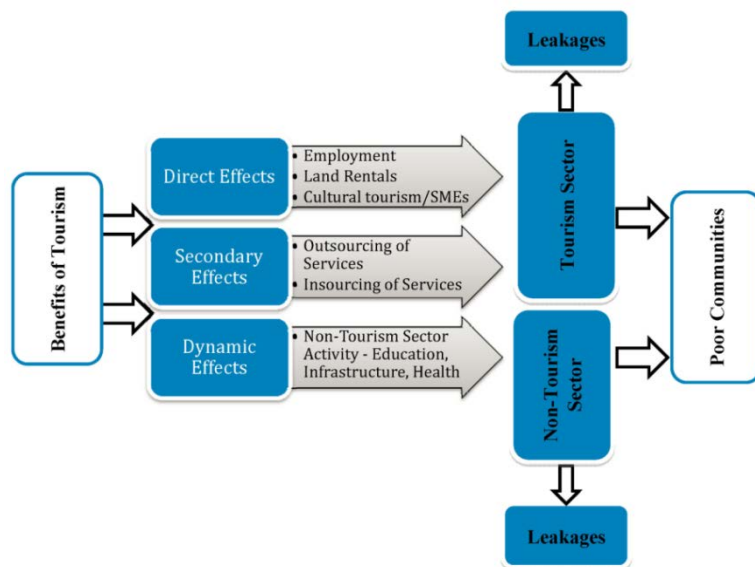 Leakages
Benefits of Tourism
Direct Effects
• Employment
• Land Rentals
• Cultural tourism/SMEs
Secondary
Effects
• Outsourcing of
Services
• Insourcing of Services
Dynamic
Effects
• Non-Tourism Sector
Activity - Education,
Infrastructure, Health
Tourism Sector
Non-Tourism
Sector
Poor Communities
Leakages